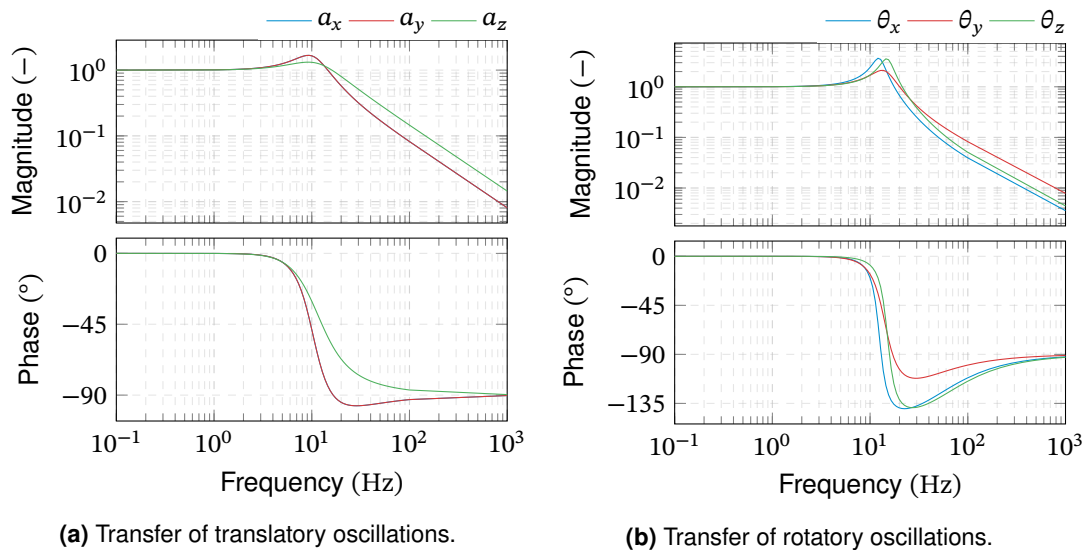 a_x a_y a_z
Magnitude (−)
10^0
10^−1
10^−2
Phase (°)
0
−45
−90
10^−1 10^0 10^1 10^2 10^3
Frequency (Hz)
(a) Transfer of translatory oscillations.
θ_x θ_y θ_z
Magnitude (−)
10^0
10^−1
10^−2
Phase (°)
0
−45
−90
−135
10^−1 10^0 10^1 10^2 10^3
Frequency (Hz)
(b) Transfer of rotatory oscillations.